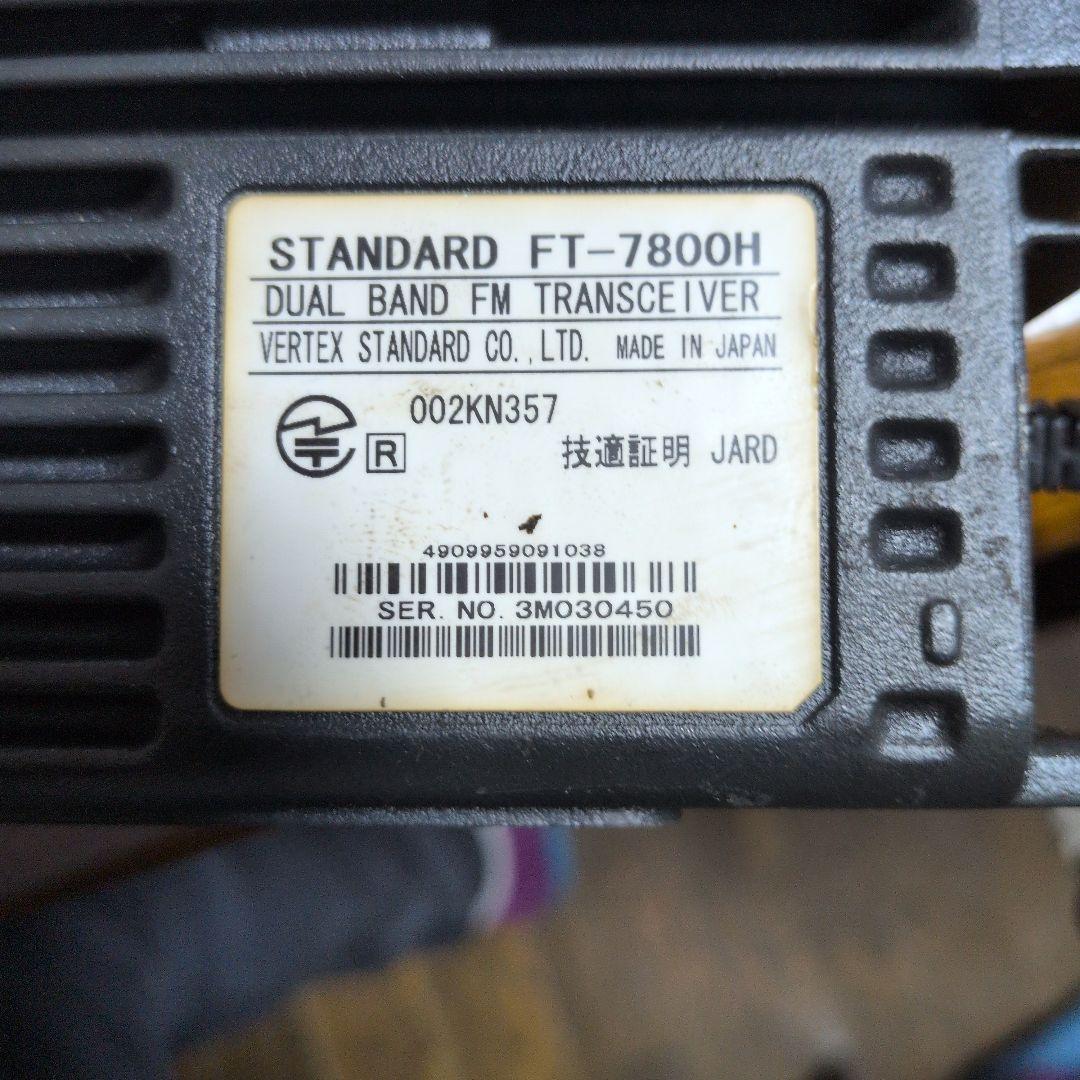 STANDARD FT-7800H
DUAL BAND FM TRANSCEIVER
VERTEX STANDARD CO.,LTD. MADE IN JAPAN
R 002KN357
技適証明 JARD
4909959091038
SER. NO. 3M030450